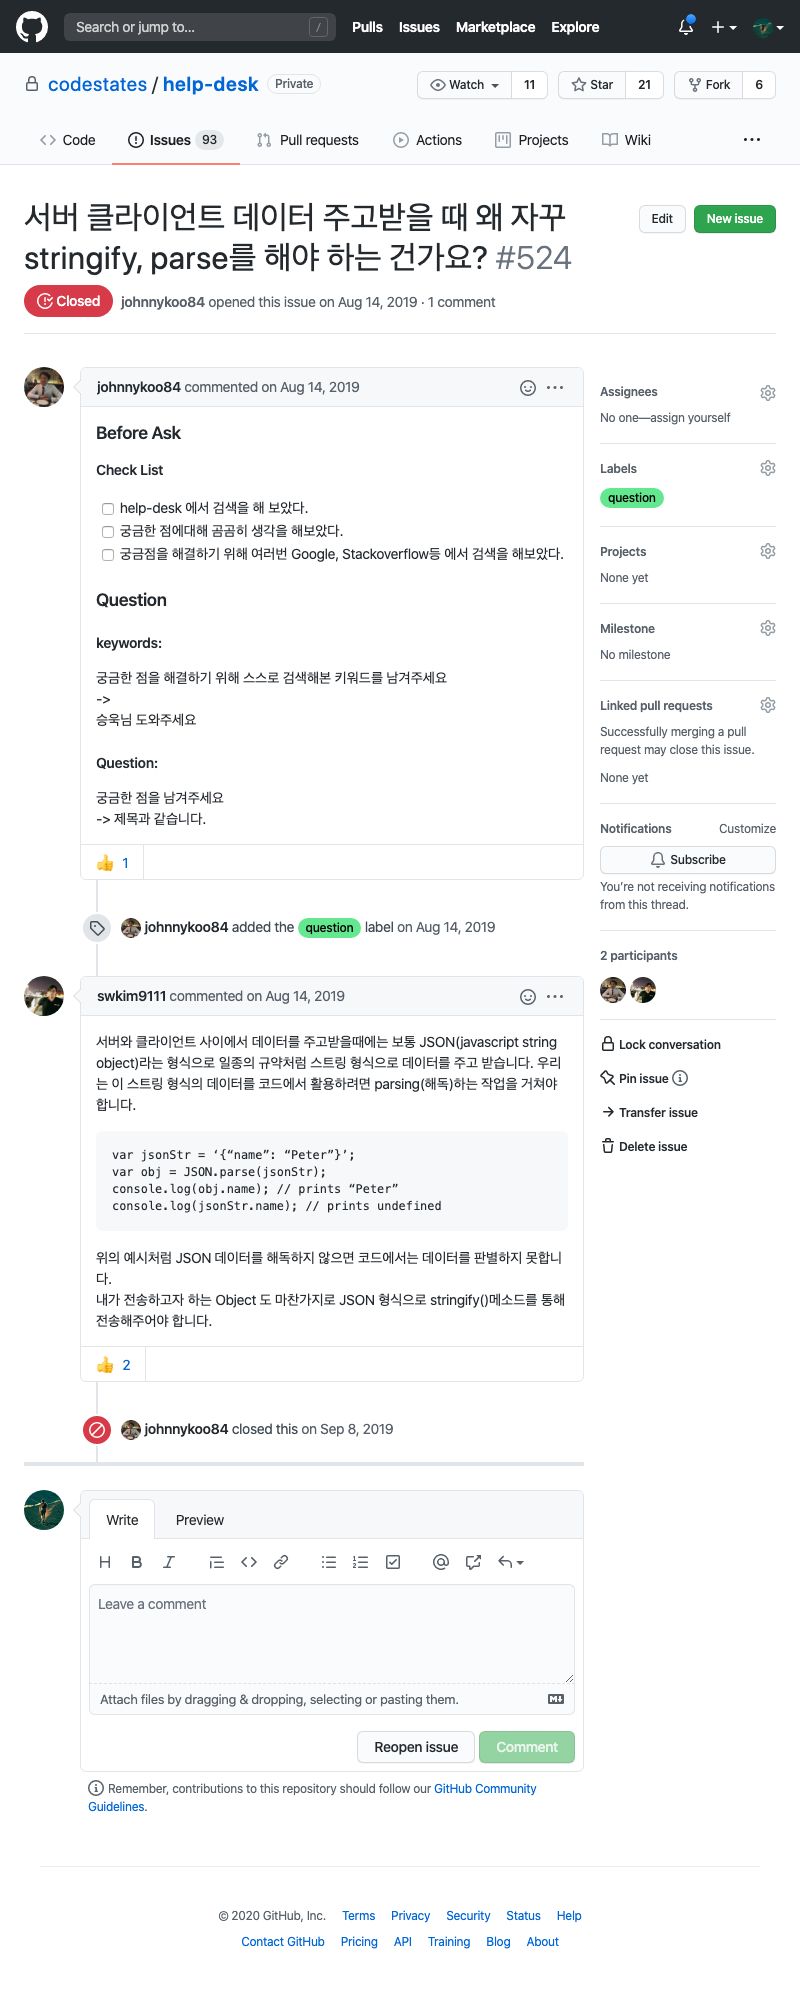 Search or jump to... /
Pulls Issues Marketplace Explore
codestates / help-desk Private
Watch 11 Star 21 Fork 6
Code Issues 93 Pull requests Actions Projects Wiki ...
서버 클라이언트 데이터 주고받을 때 왜 자꾸
stringify, parse를 해야 하는 건가요? #524
Edit New issue
Closed johnnykoo84 opened this issue on Aug 14, 2019 · 1 comment
johnnykoo84 commented on Aug 14, 2019
Before Ask
Check List
help-desk 에서 검색을 해 보았다.
궁금한 점에대해 곰곰히 생각을 해보았다.
궁금점을 해결하기 위해 여러번 Google, Stackoverflow등 에서 검색을 해보았다.
Question
keywords:
궁금한 점을 해결하기 위해 스스로 검색해본 키워드를 남겨주세요
->
승욱님 도와주세요
Question:
궁금한 점을 남겨주세요
-> 제목과 같습니다.
👍 1
johnnykoo84 added the question label on Aug 14, 2019
swkim9111 commented on Aug 14, 2019
서버와 클라이언트 사이에서 데이터를 주고받을때에는 보통 JSON(javascript string
object)라는 형식으로 일종의 규약처럼 스트링 형식으로 데이터를 주고 받습니다. 우리
는 이 스트링 형식의 데이터를 코드에서 활용하려면 parsing(해독)하는 작업을 거쳐야
합니다.
var jsonStr = ‘{“name”: “Peter”}’;
var obj = JSON.parse(jsonStr);
console.log(obj.name); // prints “Peter”
console.log(jsonStr.name); // prints undefined
위의 예시처럼 JSON 데이터를 해독하지 않으면 코드에서는 데이터를 판별하지 못합니
다.
내가 전송하고자 하는 Object 도 마찬가지로 JSON 형식으로 stringify()메소드를 통해
전송해주어야 합니다.
👍 2
johnnykoo84 closed this on Sep 8, 2019
Write Preview
H B I
Leave a comment
Attach files by dragging & dropping, selecting or pasting them.
Reopen issue Comment
Remember, contributions to this repository should follow our GitHub Community
Guidelines.
Assignees
No one—assign yourself
Labels
question
Projects
None yet
Milestone
No milestone
Linked pull requests
Successfully merging a pull
request may close this issue.
None yet
Notifications Customize
Subscribe
You’re not receiving notifications
from this thread.
2 participants
Lock conversation
Pin issue
Transfer issue
Delete issue
© 2020 GitHub, Inc. Terms Privacy Security Status Help
Contact GitHub Pricing API Training Blog About